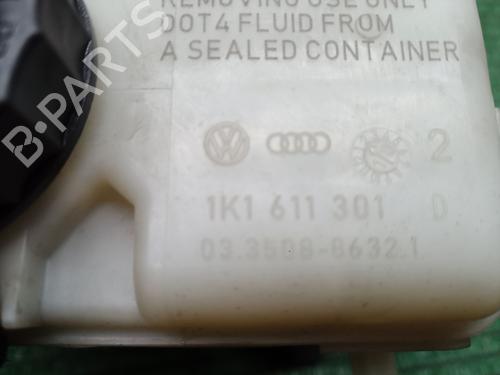 REMOVING USE ONLY
DOT4 FLUID FROM
A SEALED CONTAINER
2
1K1 611 301 D
03.3508-8632.1
B-PARTS